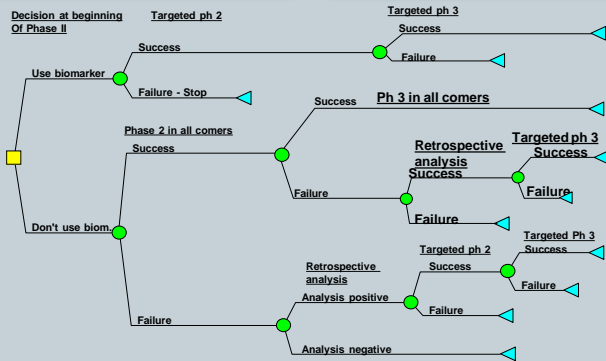 Decision at beginning
Of Phase II
Targeted ph 2
Targeted ph 3
Success
Success
Failure
Use biomarker
Failure - Stop
Success
Ph 3 in all comers
Phase 2 in all comers
Success
Retrospective
analysis
Success
Targeted ph 3
Success
Failure
Failure
Failure
Don't use biom.
Targeted ph 2
Targeted Ph 3
Success
Success
Retrospective
analysis
Failure
Analysis positive
Failure
Failure
Analysis negative